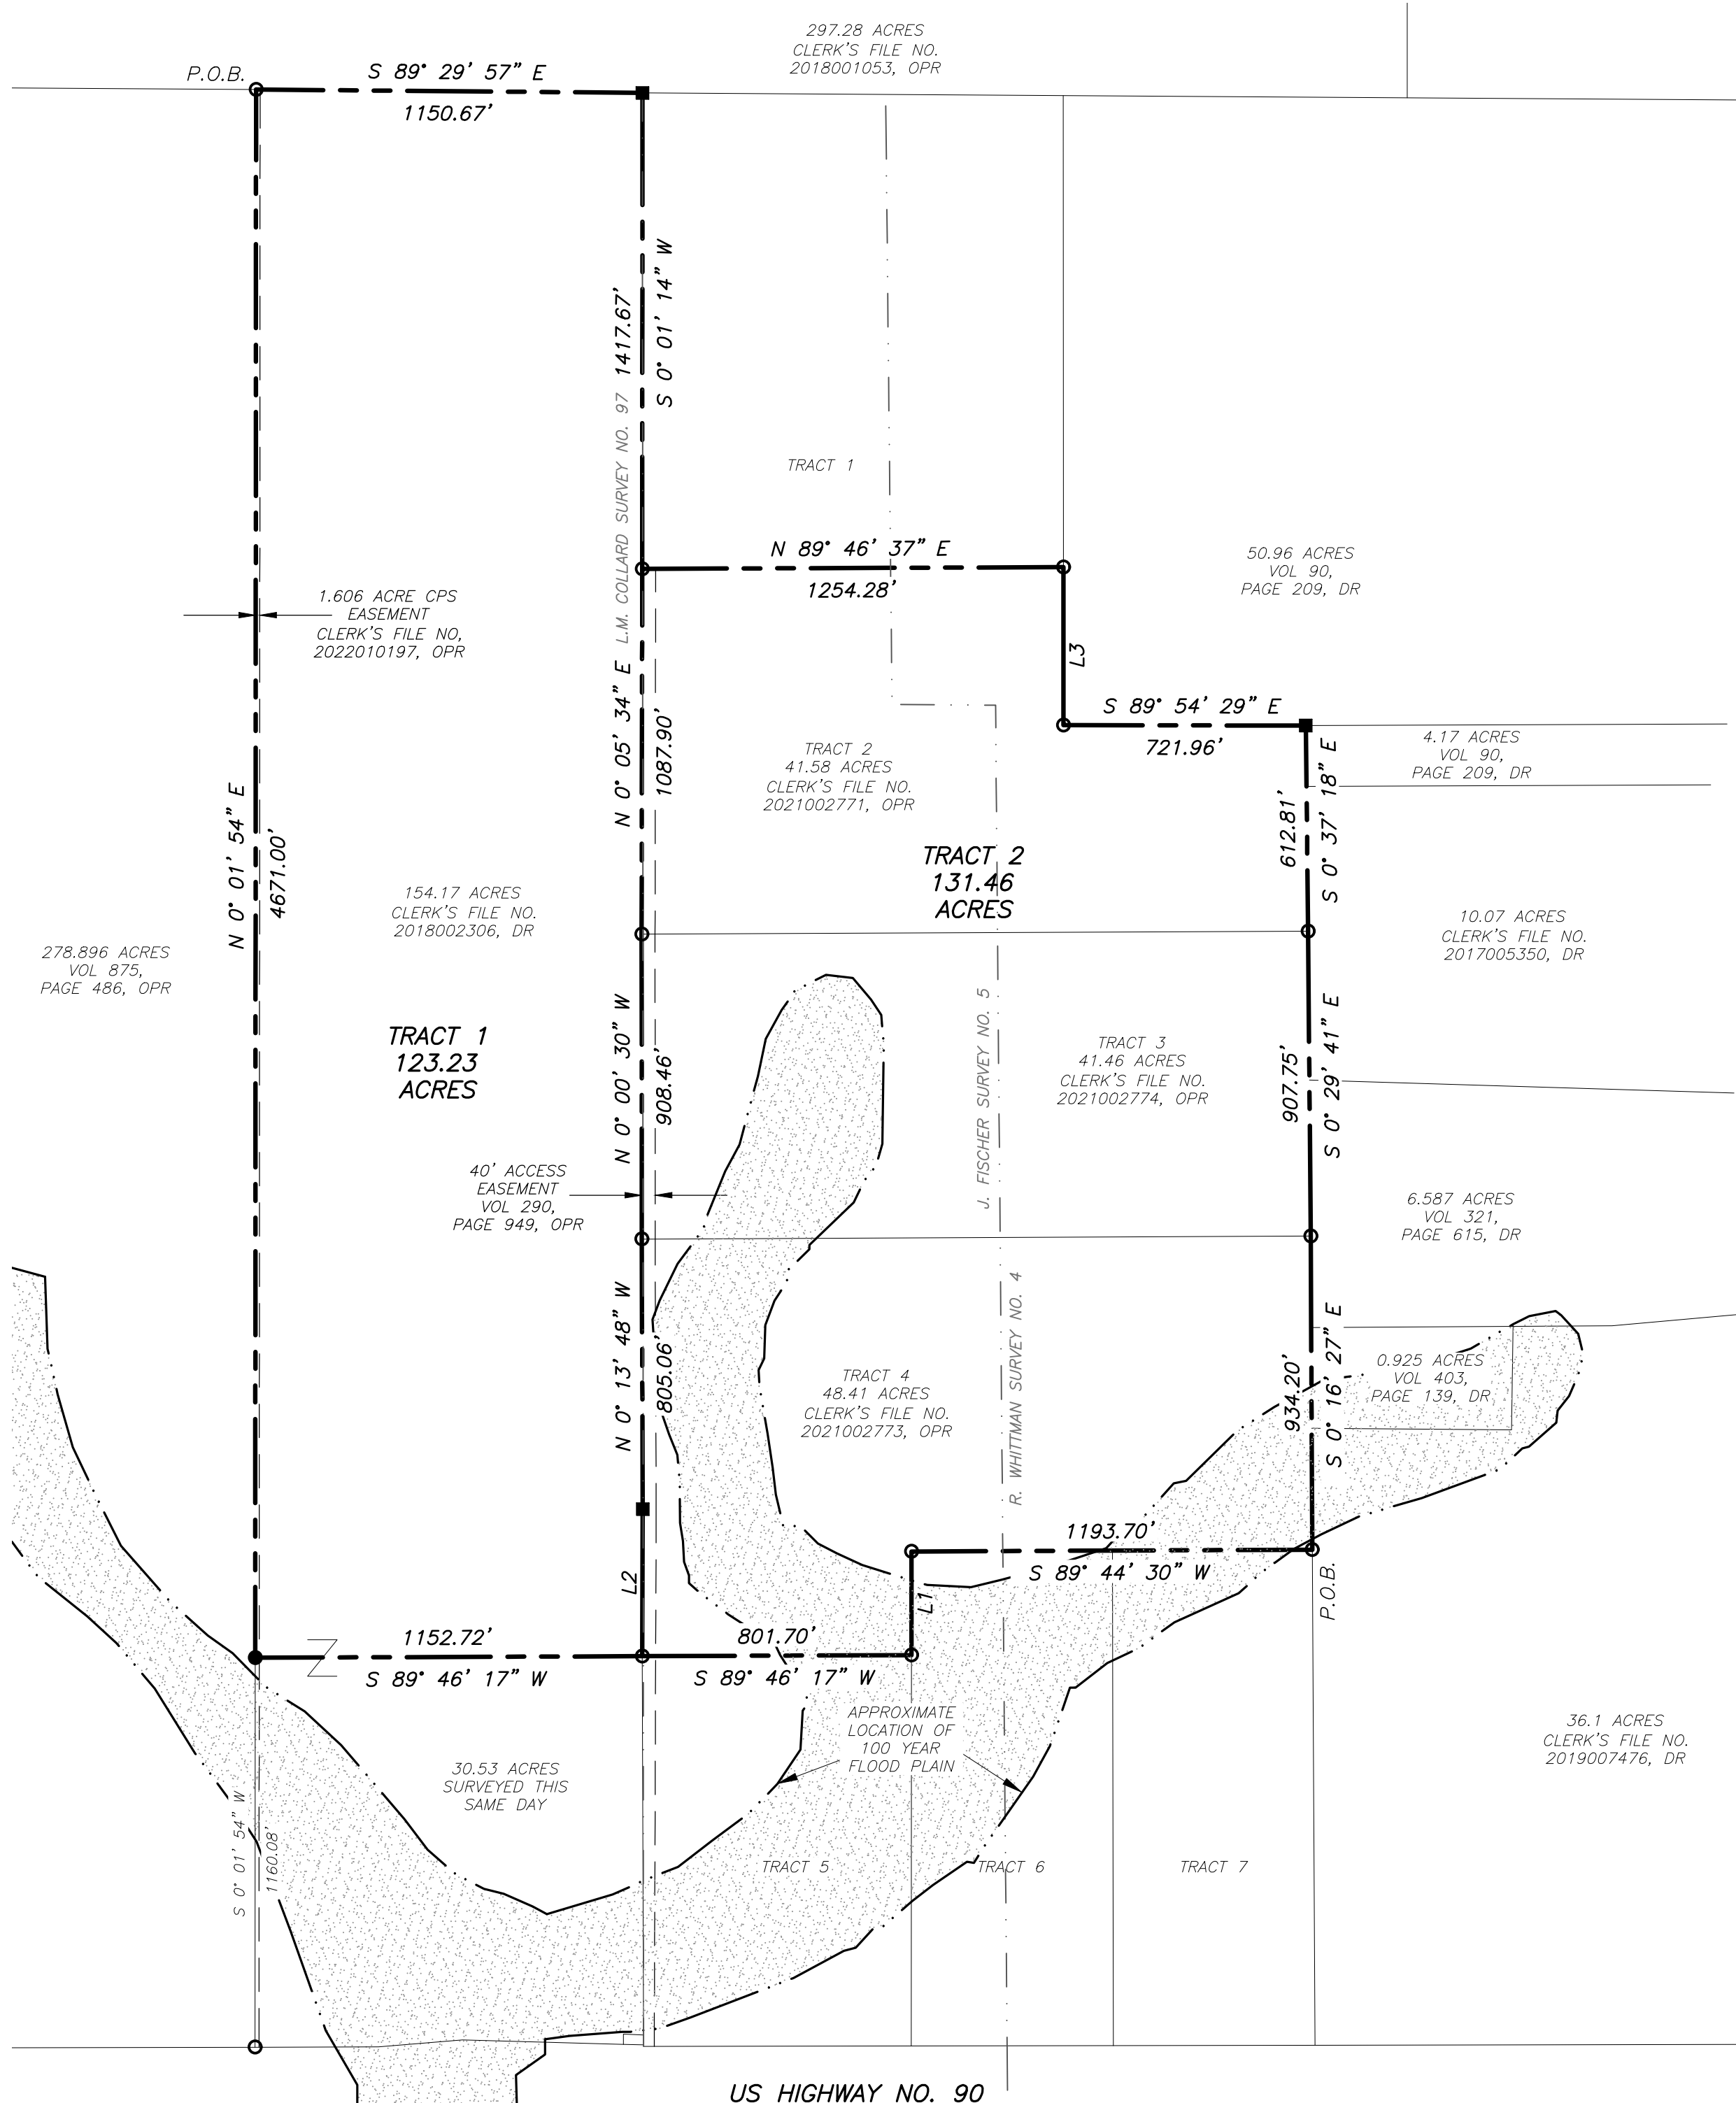 297.28 ACRES
CLERK'S FILE NO.
2018001053, OPR
P.O.B.
S 89° 29' 57" E
1150.67'
1417.67'
S 0° 01' 14" W
L.M. COLLARD SURVEY NO. 97
TRACT 1
N 89° 46' 37" E
1254.28'
50.96 ACRES
VOL 90,
PAGE 209, DR
1.606 ACRE CPS
EASEMENT
CLERK'S FILE NO,
2022010197, OPR
L3
S 89° 54' 29" E
721.96'
N 0° 05' 34" E
1087.90'
TRACT 2
41.58 ACRES
CLERK'S FILE NO.
2021002771, OPR
4.17 ACRES
VOL 90,
PAGE 209, DR
612.81'
S 0° 37' 18" E
N 0° 01' 54" E
4671.00'
TRACT 2
131.46
ACRES
154.17 ACRES
CLERK'S FILE NO.
2018002306, DR
278.896 ACRES
VOL 875,
PAGE 486, OPR
10.07 ACRES
CLERK'S FILE NO.
2017005350, DR
TRACT 1
123.23
ACRES
N 0° 00' 30" W
908.46'
J. FISCHER SURVEY NO. 5
TRACT 3
41.46 ACRES
CLERK'S FILE NO.
2021002774, OPR
907.75'
S 0° 29' 41" E
40' ACCESS
EASEMENT
VOL 290,
PAGE 949, OPR
6.587 ACRES
VOL 321,
PAGE 615, DR
N 0° 13' 48" W
805.06'
R. WHITTMAN SURVEY NO. 4
TRACT 4
48.41 ACRES
CLERK'S FILE NO.
2021002773, OPR
934.20'
S 0° 16' 27" E
0.925 ACRES
VOL 403,
PAGE 139, DR
1193.70'
S 89° 44' 30" W
P.O.B.
L2
L1
1152.72'
S 89° 46' 17" W
801.70'
S 89° 46' 17" W
APPROXIMATE
LOCATION OF
100 YEAR
FLOOD PLAIN
36.1 ACRES
CLERK'S FILE NO.
2019007476, DR
30.53 ACRES
SURVEYED THIS
SAME DAY
S 0° 01' 54" W
1160.08'
TRACT 5
TRACT 6
TRACT 7
US HIGHWAY NO. 90